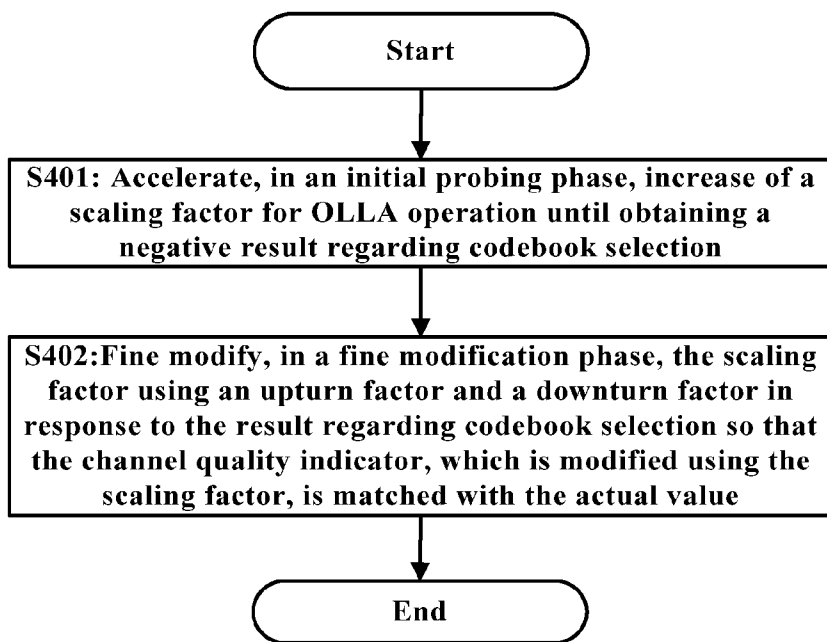 Start
S401: Accelerate, in an initial probing phase, increase of a
scaling factor for OLLA operation until obtaining a
negative result regarding codebook selection
S402:Fine modify, in a fine modification phase, the scaling
factor using an upturn factor and a downturn factor in
response to the result regarding codebook selection so that
the channel quality indicator, which is modified using the
scaling factor, is matched with the actual value
End